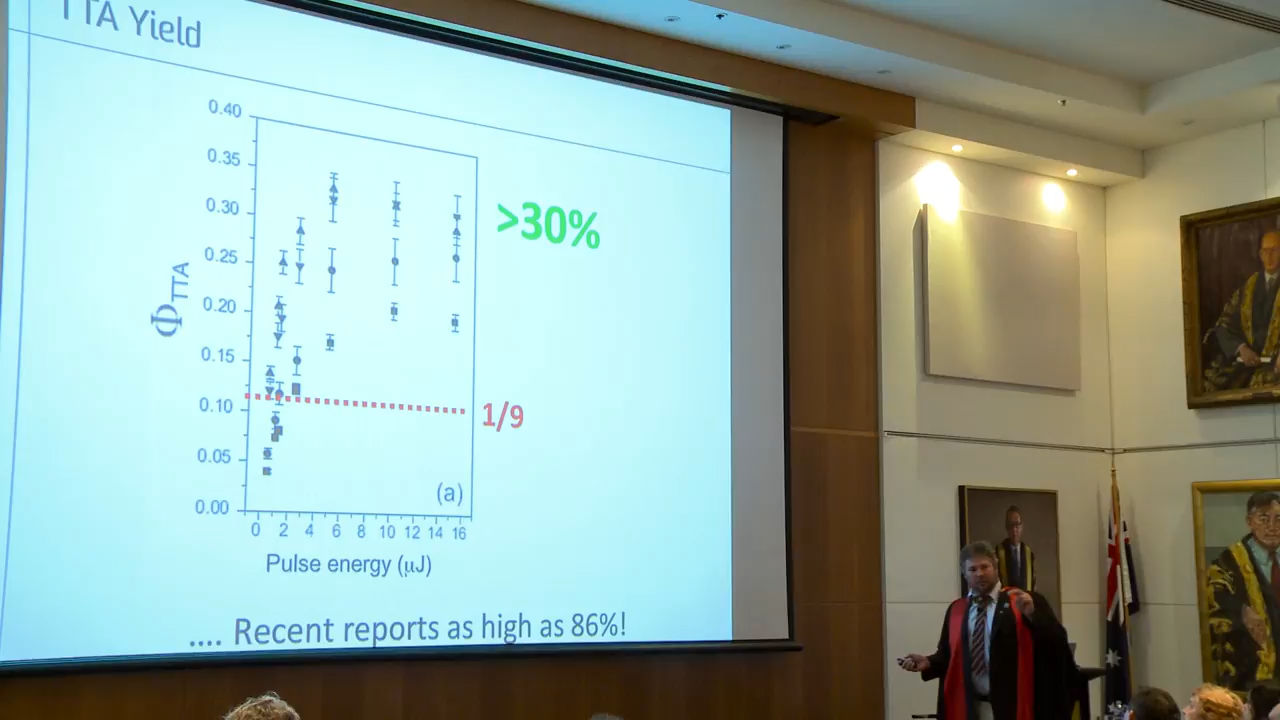 TTA Yield
0.40
0.35
0.30
0.25
0.20
0.15
0.10
0.05
0.00
ΦTTA
>30%
1/9
(a)
0 2 4 6 8 10 12 14 16
Pulse energy (μJ)
.... Recent reports as high as 86%!